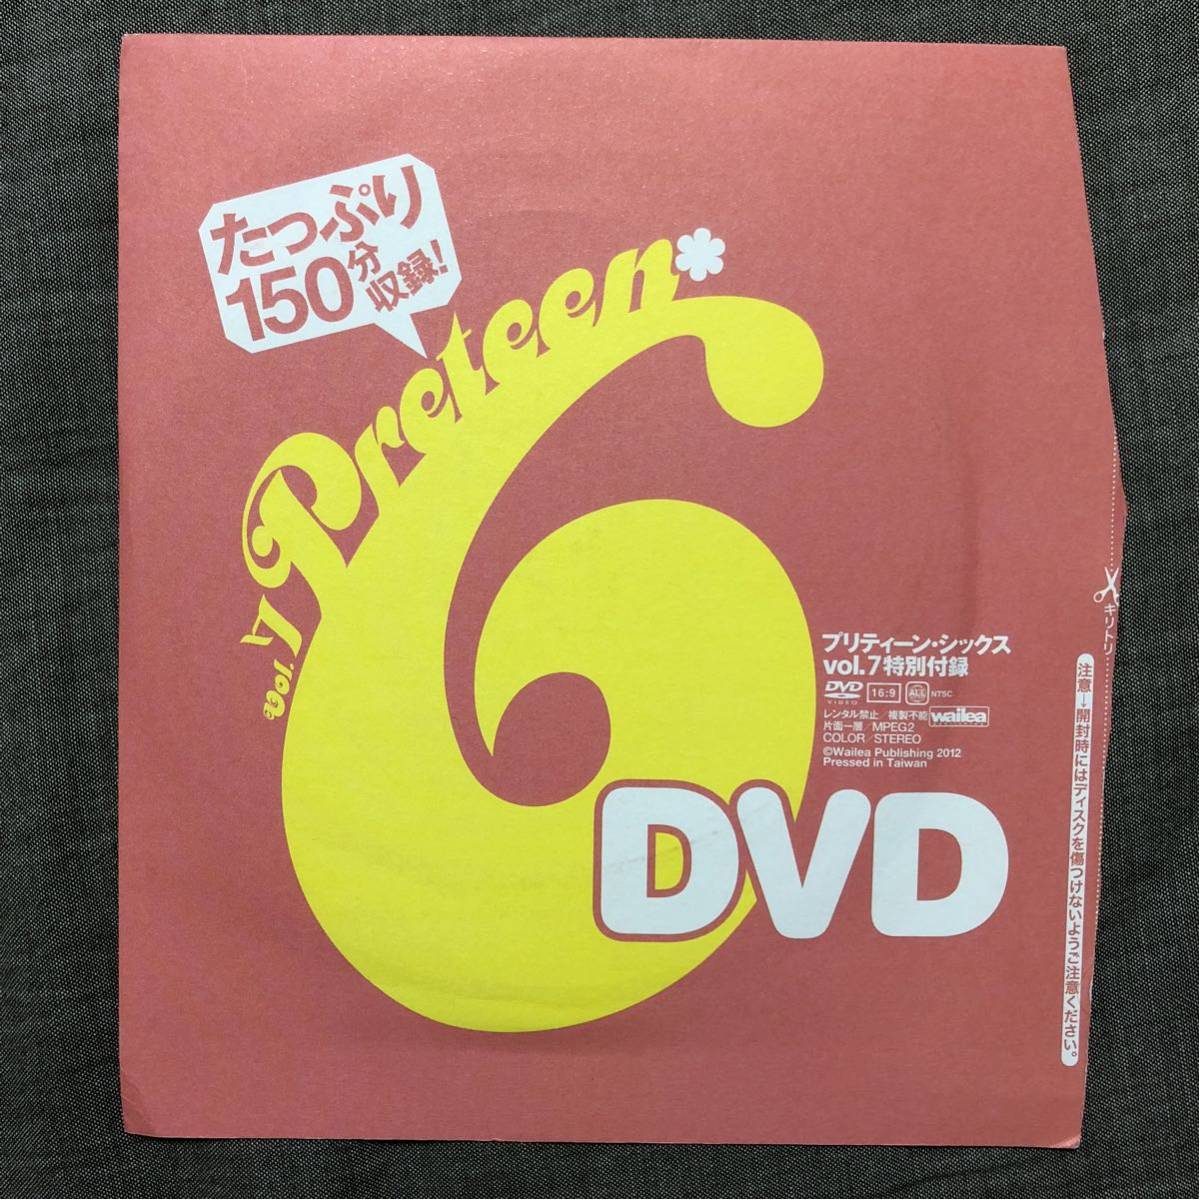 たっぷり
150分収録!
Preteen*
6
vol.7
DVD
プリティーン・シックス
vol.7特別付録
DVD VIDEO 16:9 ALL NTSC
レンタル禁止/複製不能 wailea
片面一層/MPEG2
COLOR/STEREO
©Wailea Publishing 2012
Pressed in Taiwan
キリトリ
注意→開封時にはディスクを傷つけないようご注意ください。